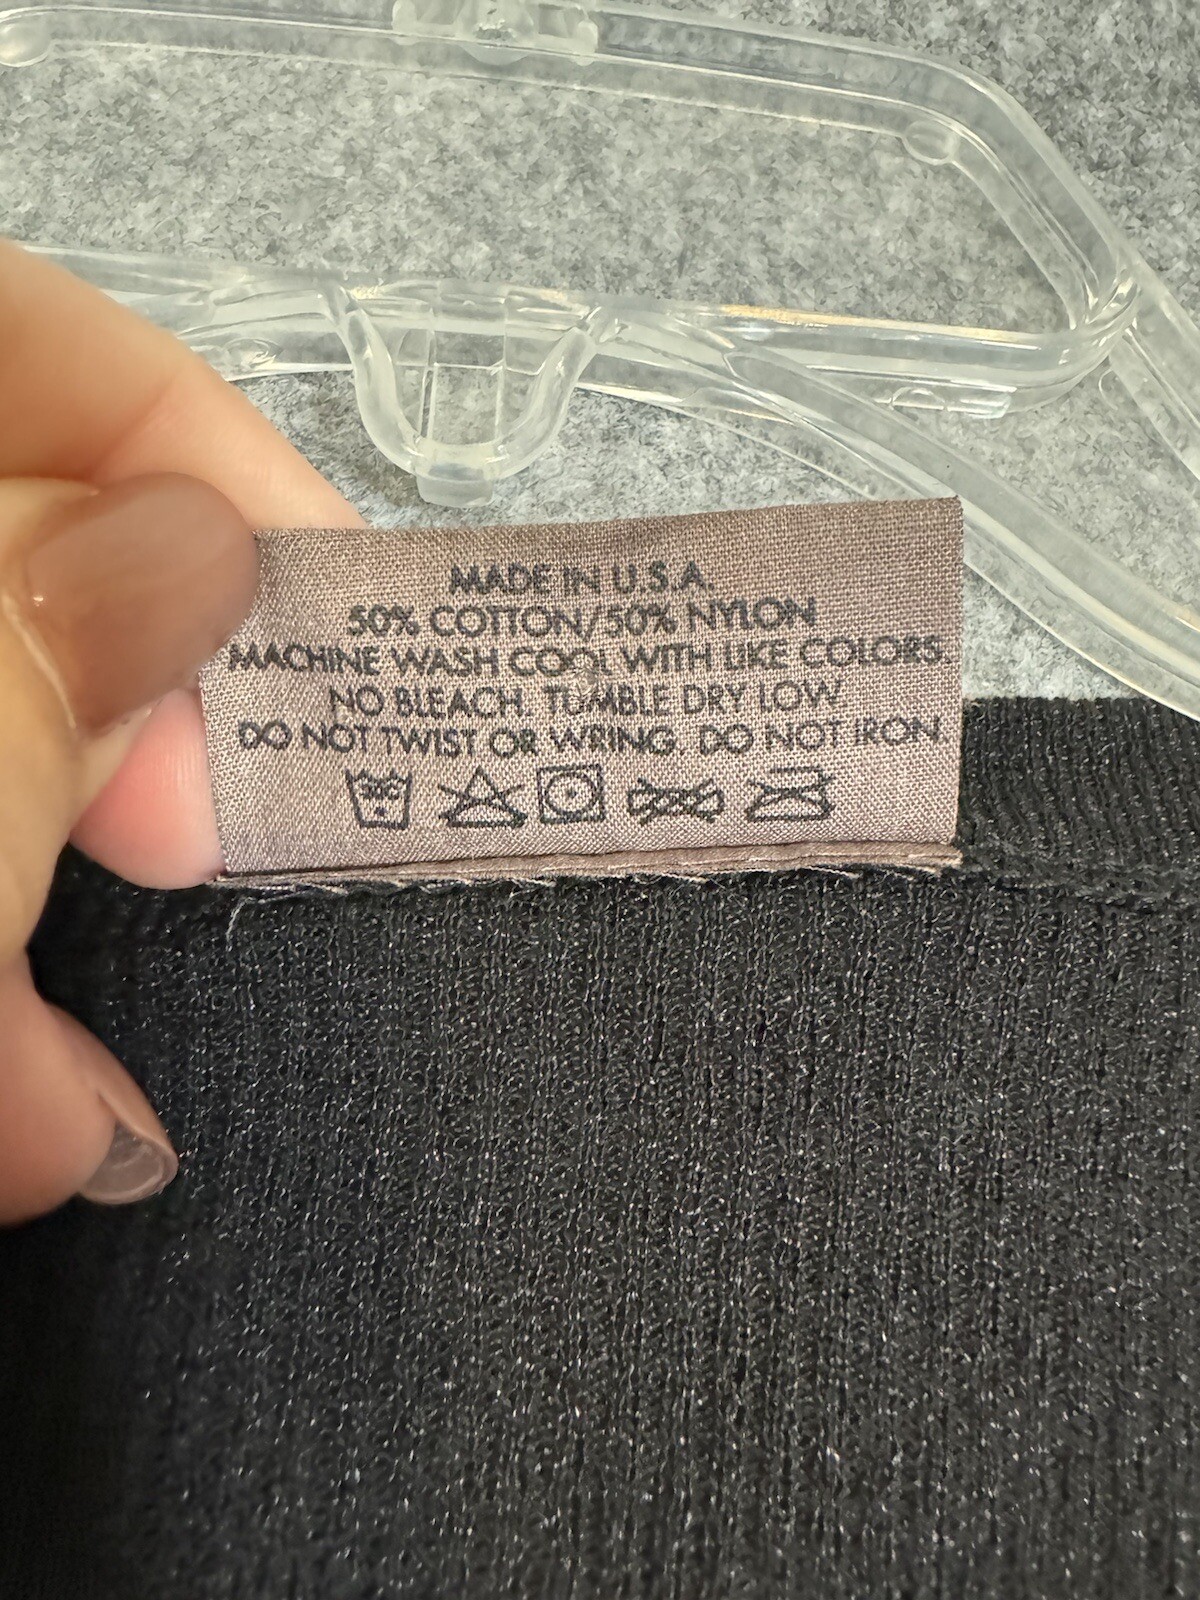 MADE IN U.S.A.
50% COTTON/50% NYLON
MACHINE WASH COOL WITH LIKE COLORS.
NO BLEACH. TUMBLE DRY LOW
DO NOT TWIST OR WRING. DO NOT IRON.
30C